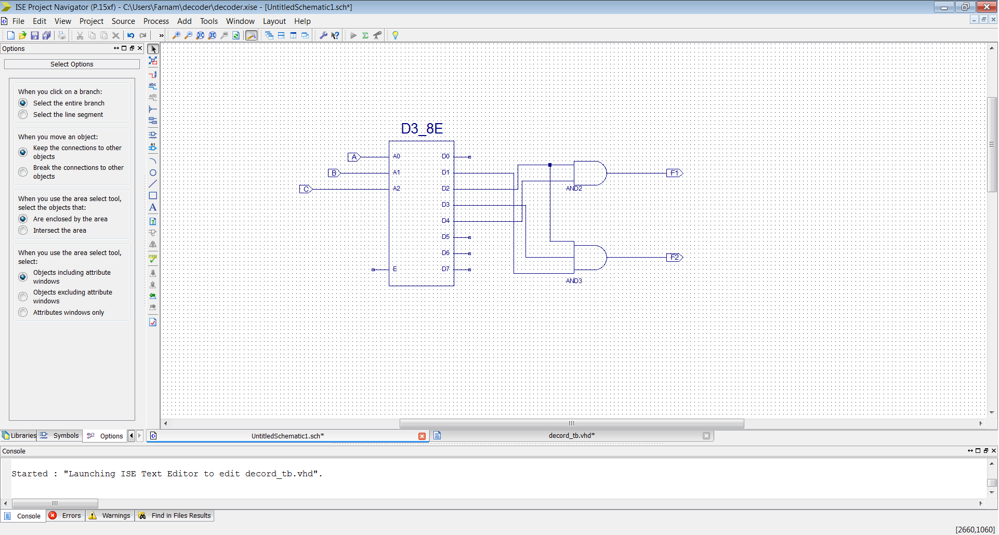 ISE Project Navigator (P.15xf) - C:\Users\Farnam\decoder\decoder.xise - [UntitledSchematic1.sch*]
File Edit View Project Source Process Add Tools Window Layout Help
Options
Select Options
When you click on a branch:
Select the entire branch
Select the line segment
When you move an object:
Keep the connections to other
objects
Break the connections to other
objects
When you use the area select tool,
select the objects that:
Are enclosed by the area
Intersect the area
When you use the area select tool,
select:
Objects including attribute
windows
Objects excluding attribute
windows
Attributes windows only
abc
a(0)
A1
A
D3_8E
A A0 D0
B A1 D1 F1
C A2 D2 AND2
D3
D4
D5
D6 F2
E D7
AND3
Libraries Symbols Options UntitledSchematic1.sch* decord_tb.vhd*
Console
Started : "Launching ISE Text Editor to edit decord_tb.vhd".
Console Errors Warnings Find in Files Results
[2660,1060]